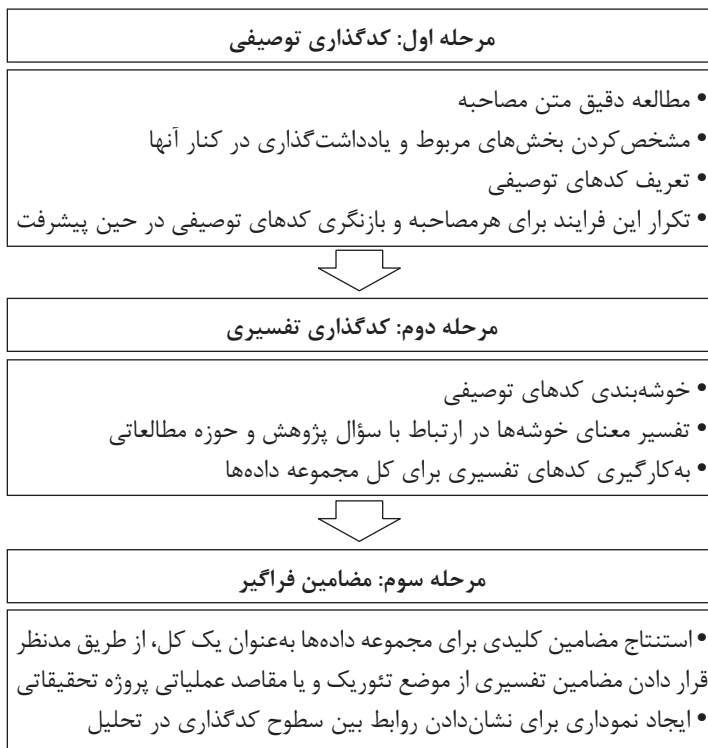 مرحله اول: کدگذاری توصیفی
• مطالعه دقیق متن مصاحبه
• مشخص‌کردن بخش‌های مربوط و یادداشت‌گذاری در کنار آنها
• تعریف کدهای توصیفی
• تکرار این فرایند برای هرمصاحبه و بازنگری کدهای توصیفی در حین پیشرفت
مرحله دوم: کدگذاری تفسیری
• خوشه‌بندی کدهای توصیفی
• تفسیر معنای خوشه‌ها در ارتباط با سؤال پژوهش و حوزه مطالعاتی
• به‌کارگیری کدهای تفسیری برای کل مجموعه داده‌ها
مرحله سوم: مضامین فراگیر
• استنتاج مضامین کلیدی برای مجموعه داده‌ها به‌عنوان یک کل، از طریق مدنظر
قرار دادن مضامین تفسیری از موضع تئوریک و یا مقاصد عملیاتی پروژه تحقیقاتی
• ایجاد نموداری برای نشان‌دادن روابط بین سطوح کدگذاری در تحلیل